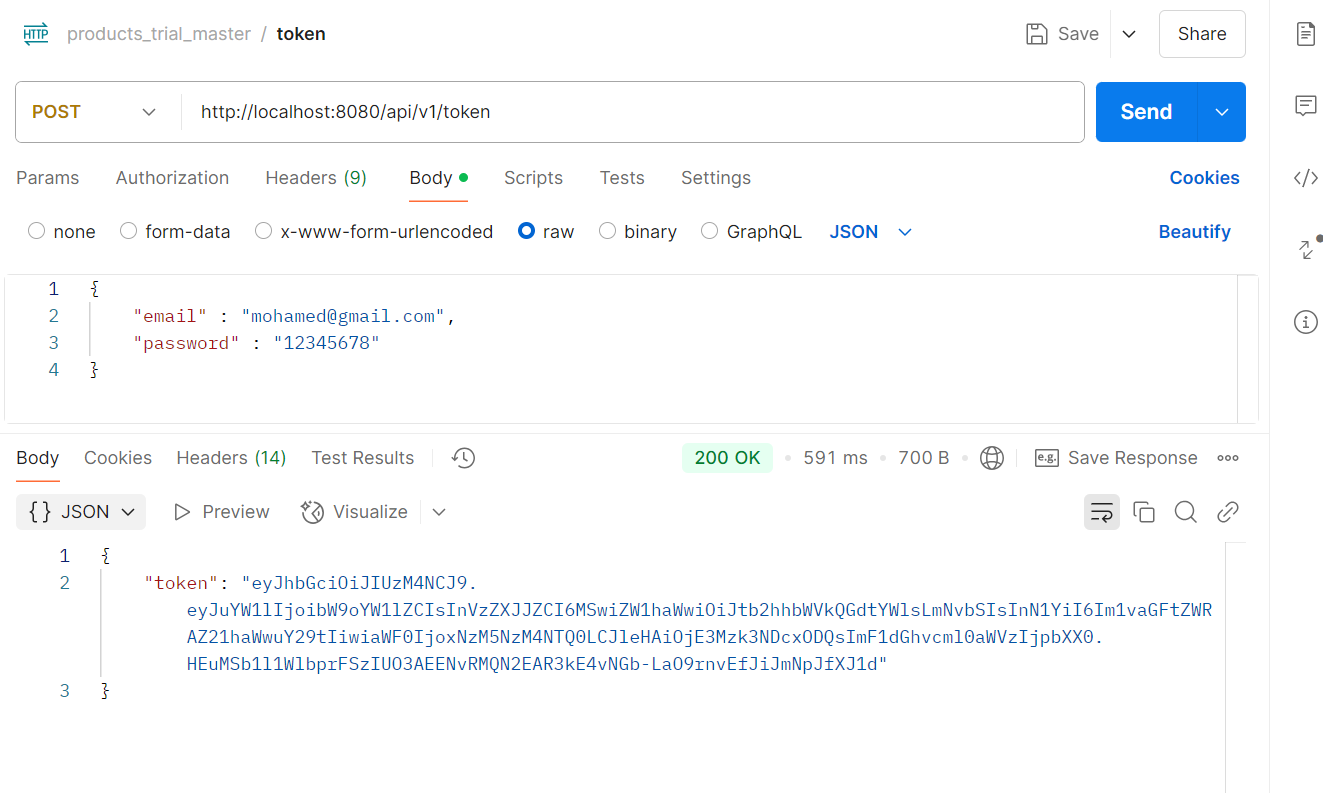 HTTP products_trial_master / token Save Share
POST http://localhost:8080/api/v1/token Send
Params Authorization Headers (9) Body Scripts Tests Settings Cookies
none form-data x-www-form-urlencoded raw binary GraphQL JSON Beautify
1 {
2 "email" : "mohamed@gmail.com",
3 "password" : "12345678"
4 }
Body Cookies Headers (14) Test Results 200 OK 591 ms 700 B e.g. Save Response
{} JSON Preview Visualize
1 {
2 "token": "eyJhbGciOiJIUzM4NCJ9.
eyJuYW1lIjoibW9oYW1lZCIsInVzZXJJZCI6MSwiZW1haWwiOiJtb2hhbWVkQGdtYWlsLmNvbSIsInN1YiI6Im1vaGFtZWR
AZ21haWwuY29tIiwiaWF0IjoxNzM5NzM4NTQ0LCJleHAiOjE3Mzk3NDcxODQsImF1dGhvcml0aWVzIjpbXX0.
HEuMSb1l1WlbprFSzIUO3AEENvRMQN2EAR3kE4vNGb-LaO9rnvEfJiJmNpJfXJ1d"
3 }